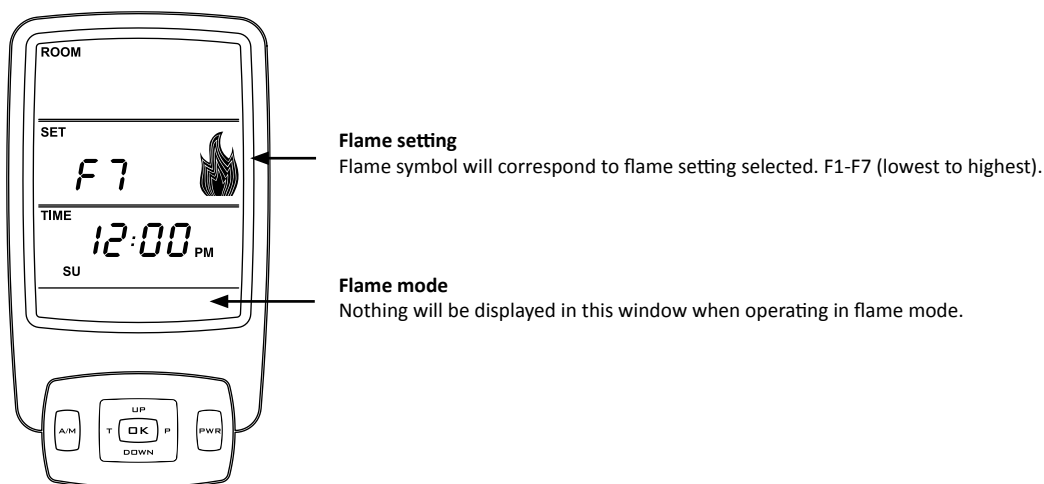 ROOM
SET
F7
Flame setting
Flame symbol will correspond to flame setting selected. F1-F7 (lowest to highest).
TIME
12:00 PM
SU
Flame mode
Nothing will be displayed in this window when operating in flame mode.
UP
A/M T OK P PWR
DOWN